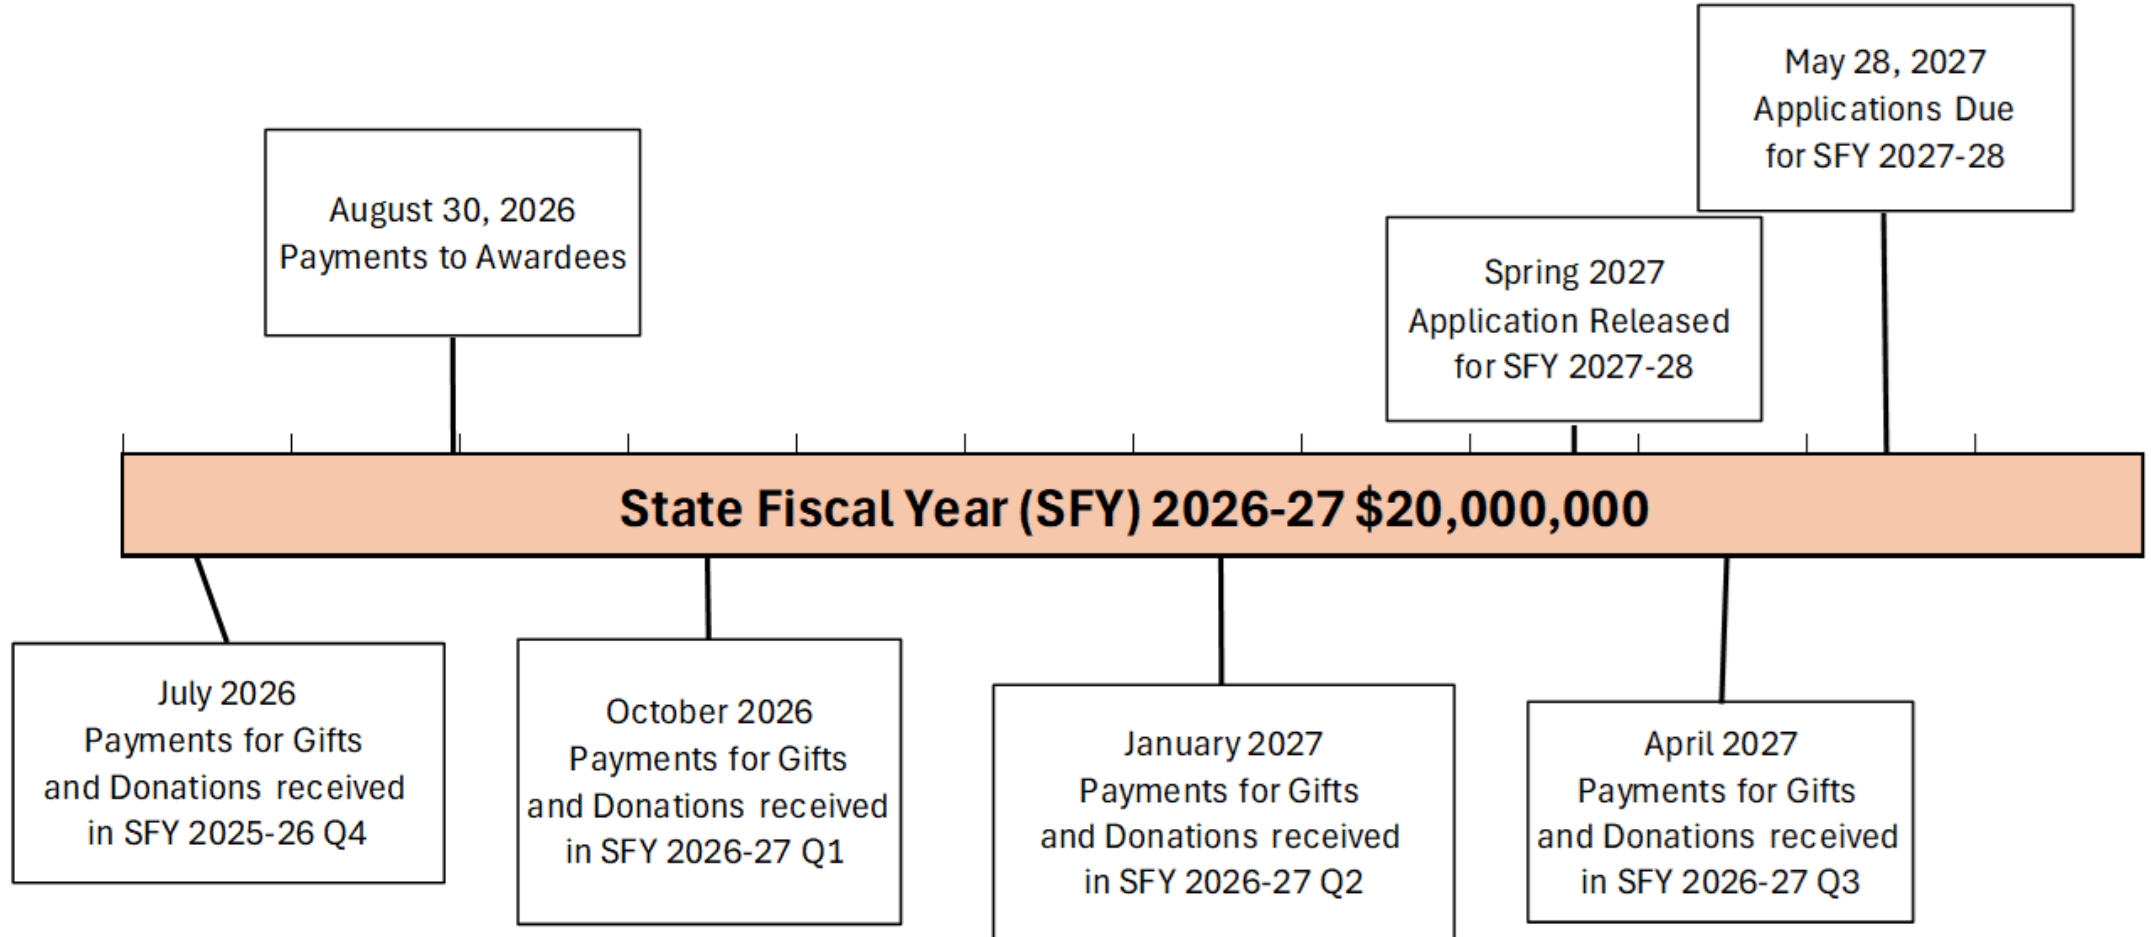 May 28, 2027
Applications Due
for SFY 2027-28
August 30, 2026
Payments to Awardees
Spring 2027
Application Released
for SFY 2027-28
State Fiscal Year (SFY) 2026-27 $20,000,000
July 2026
Payments for Gifts
and Donations received
in SFY 2025-26 Q4
October 2026
Payments for Gifts
and Donations received
in SFY 2026-27 Q1
January 2027
Payments for Gifts
and Donations received
in SFY 2026-27 Q2
April 2027
Payments for Gifts
and Donations received
in SFY 2026-27 Q3